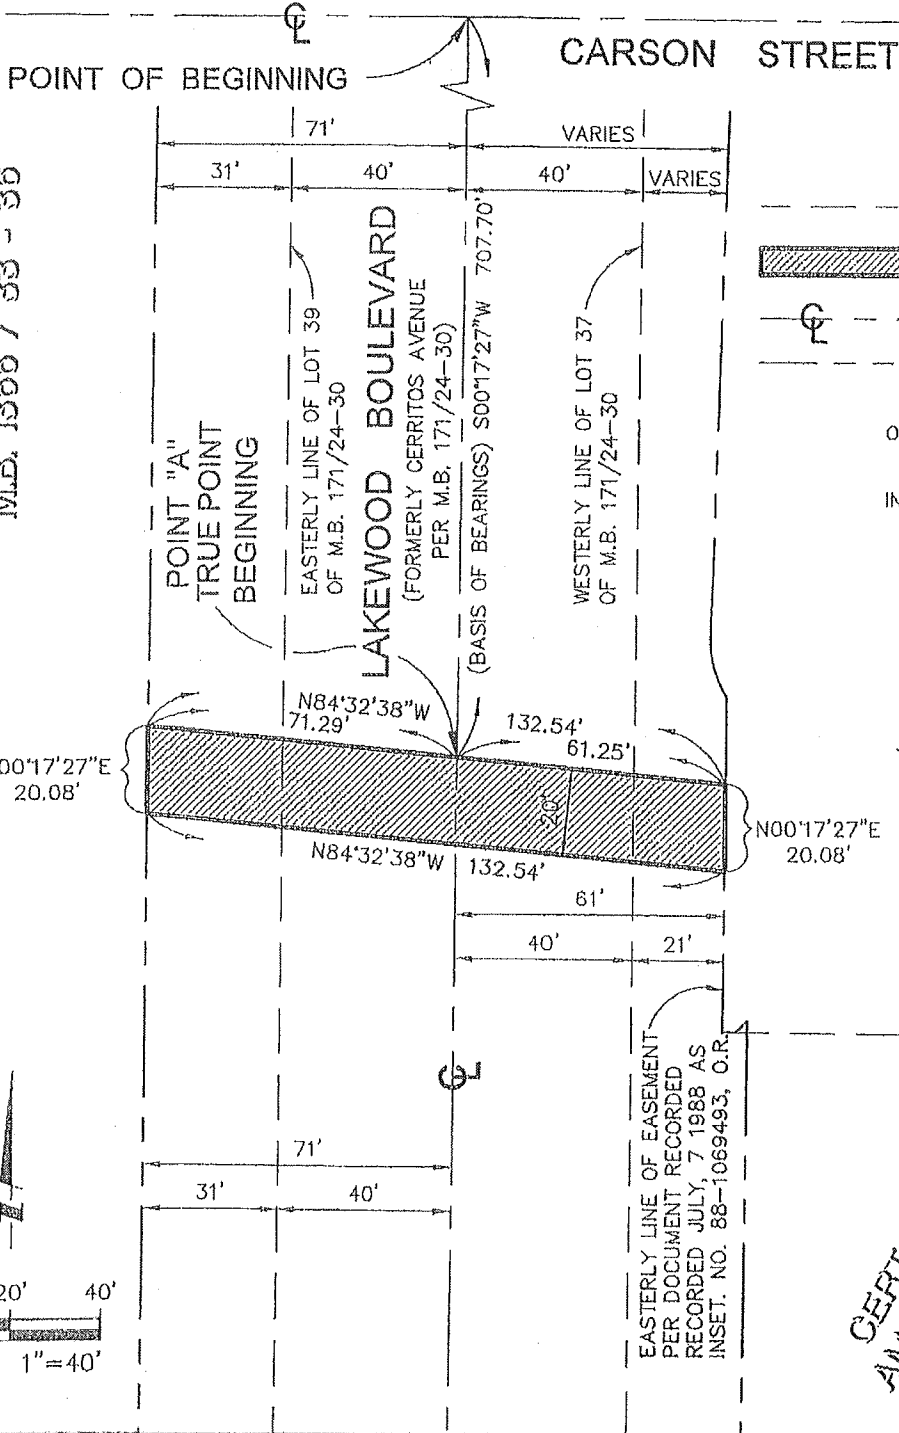 ℄
CARSON STREET
POINT OF BEGINNING
71'
VARIES
31'
40'
40'
VARIES
℄
LAKEWOOD BOULEVARD
(FORMERLY CERRITOS AVENUE
PER M.B. 171/24-30)
(BASIS OF BEARINGS) S00°17'27"W 707.70'
EASTERLY LINE OF LOT 39
OF M.B. 171/24-30
WESTERLY LINE OF LOT 37
OF M.B. 171/24-30
POINT "A"
TRUE POINT
BEGINNING
N84°32'38"W
71.29'
132.54'
61.25'
00°17'27"E
20.08'
20'
N00°17'27"E
20.08'
N84°32'38"W 132.54'
61'
40'
21'
℄
EASTERLY LINE OF EASEMENT
PER DOCUMENT RECORDED
RECORDED JULY, 7 1988 AS
INSET. NO. 88-1069493, O.R.
71'
31'
40'
20'
40'
1"=40'